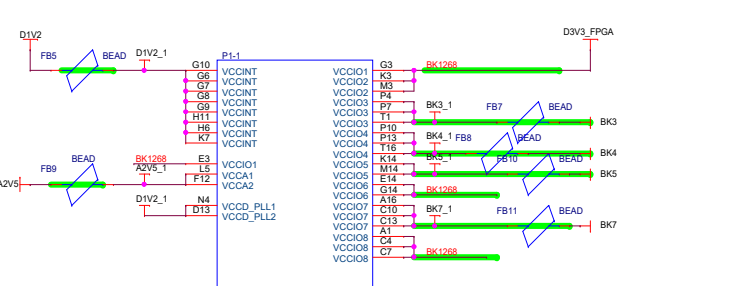 D1V2
D3V3_FPGA
FB5
BEAD
D1V2_1
P1-1
G10 VCCINT
G6 VCCINT
G7 VCCINT
G8 VCCINT
G9 VCCINT
H11 VCCINT
H6 VCCINT
K7 VCCINT
BK1268 E3 VCCIO1
A2V5_1 L5 VCCA1
F12 VCCA2
FB9
BEAD
A2V5
D1V2_1
N4 VCCD_PLL1
D13 VCCD_PLL2
VCCIO1 G3 BK1268
VCCIO2 K3
VCCIO2 M3
VCCIO3 P4
VCCIO3 P7 BK3_1 FB7 BEAD
VCCIO3 T1 BK3
VCCIO4 P10
VCCIO4 P13 BK4_1 FB8 BEAD
VCCIO4 T16 BK4
VCCIO5 K14 BK5_1 FB10 BEAD
VCCIO5 M14 BK5
VCCIO6 E14
VCCIO6 G14 BK1268
VCCIO7 A16
VCCIO7 C10 BK7_1 FB11 BEAD
VCCIO7 C13 BK7
VCCIO8 A1
VCCIO8 C4
VCCIO8 C7 BK1268